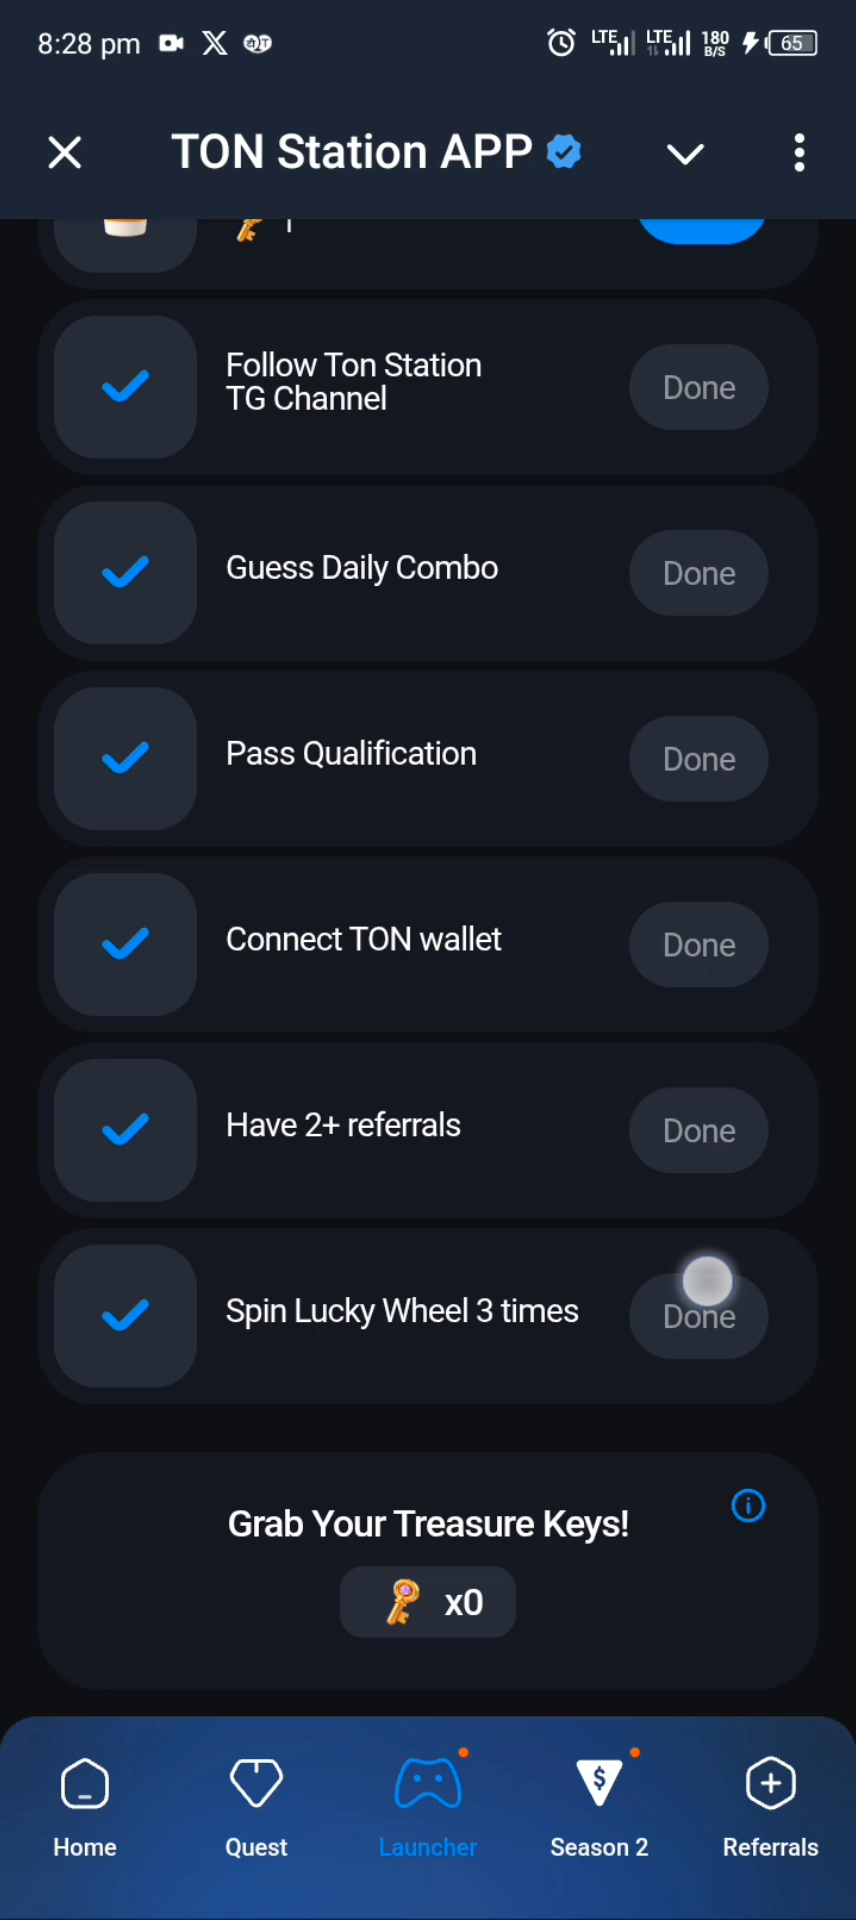 8:28 pm
LTE LTE 180 B/S 65
TON Station APP
Follow Ton Station
TG Channel
Done
Guess Daily Combo
Done
Pass Qualification
Done
Connect TON wallet
Done
Have 2+ referrals
Done
Spin Lucky Wheel 3 times
Done
Grab Your Treasure Keys!
x0
Home
Quest
Launcher
Season 2
Referrals